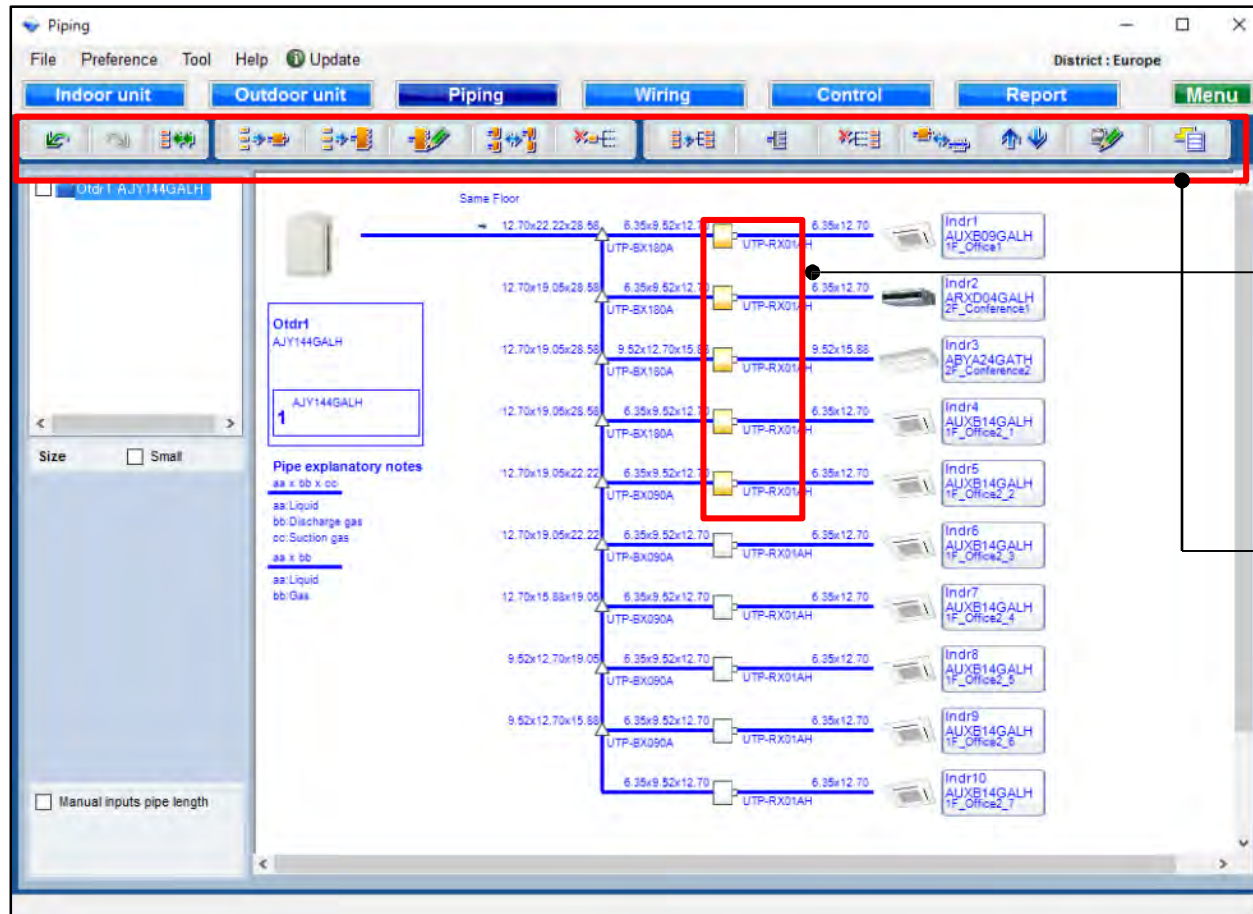 Piping
File Preference Tool Help Update District : Europe
Indoor unit Outdoor unit Piping Wiring Control Report Menu
Otdr1 AJY144GALH
Size Small
Manual inputs pipe length
Same Floor
Otdr1
AJY144GALH
AJY144GALH
1
Pipe explanatory notes
aa x bb x cc
aa:Liquid
bb:Discharge gas
cc:Suction gas
aa x bb
aa:Liquid
bb:Gas
12.70x22.22x28.58 6.35x9.52x12.70 6.35x12.70
UTP-BX180A UTP-RX01AH
Indr1
AUXB09GALH
1F_Office1
12.70x19.05x28.58 6.35x9.52x12.70 6.35x12.70
UTP-BX180A UTP-RX01AH
Indr2
ARXD04GALH
2F_Conference1
12.70x19.05x28.58 9.52x12.70x15.88 9.52x15.88
UTP-BX180A UTP-RX01AH
Indr3
ABYA24GATH
2F_Conference2
12.70x19.05x28.58 6.35x9.52x12.70 6.35x12.70
UTP-BX180A UTP-RX01AH
Indr4
AUXB14GALH
1F_Office2_1
12.70x19.05x22.22 6.35x9.52x12.70 6.35x12.70
UTP-BX090A UTP-RX01AH
Indr5
AUXB14GALH
1F_Office2_2
12.70x19.05x22.22 6.35x9.52x12.70 6.35x12.70
UTP-BX090A UTP-RX01AH
Indr6
AUXB14GALH
1F_Office2_3
12.70x15.88x19.05 6.35x9.52x12.70 6.35x12.70
UTP-BX090A UTP-RX01AH
Indr7
AUXB14GALH
1F_Office2_4
9.52x12.70x19.05 6.35x9.52x12.70 6.35x12.70
UTP-BX090A UTP-RX01AH
Indr8
AUXB14GALH
1F_Office2_5
9.52x12.70x15.88 6.35x9.52x12.70 6.35x12.70
UTP-BX090A UTP-RX01AH
Indr9
AUXB14GALH
1F_Office2_6
6.35x9.52x12.70 6.35x12.70
UTP-RX01AH
Indr10
AUXB14GALH
1F_Office2_7